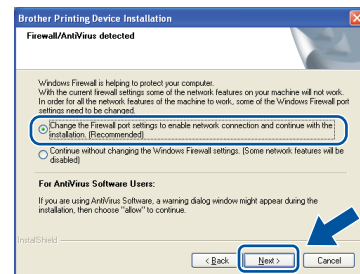 Brother Printing Device Installation
Firewall/AntiVirus detected
Windows Firewall is helping to protect your computer.
With the current firewall settings some of the network features on your machine will not work.
In order for all the network features of the machine to work, some of the Windows Firewall port
settings need to be changed.
Change the Firewall port settings to enable network connection and continue with the
installation. (Recommended)
Continue without changing the Windows Firewall settings. (Some network features will be
disabled)
For AntiVirus Software Users:
If you are using AntiVirus Software, a warning dialog window might appear during the
installation, then choose "allow" to continue.
InstallShield
< Back
Next >
Cancel